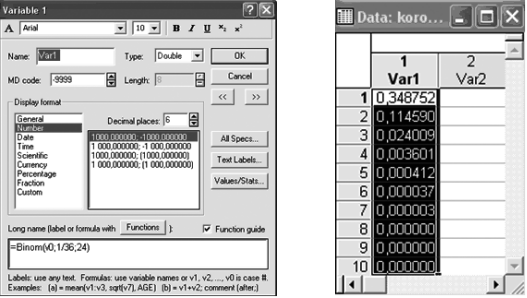 Variable 1
A Arial 10 B I U x₂ x²
Name: Var1 Type: Double OK
MD code: -9999 Length: 8 Cancel
<< >>
Display format
General
Number
Date
Time
Scientific
Currency
Percentage
Fraction
Custom
Decimal places: 6
1000,000000; -1000,000000
1 000,000000; -1 000,000000
1000,000000; (1000,000000)
1 000,000000; (1 000,000000)
All Specs...
Text Labels...
Values/Stats...
Long name (label or formula with Functions ): Function guide
=Binom(v0;1/36;24)
Labels: use any text. Formulas: use variable names or v1, v2, ..., v0 is case #.
Examples: (a) = mean(v1:v3, sqrt(v7), AGE) (b) = v1+v2; comment (after;)
Data: koro...
1 2
Var1 Var2
1 0,348752
2 0,114590
3 0,024009
4 0,003601
5 0,000412
6 0,000037
7 0,000003
8 0,000000
9 0,000000
10 0,000000